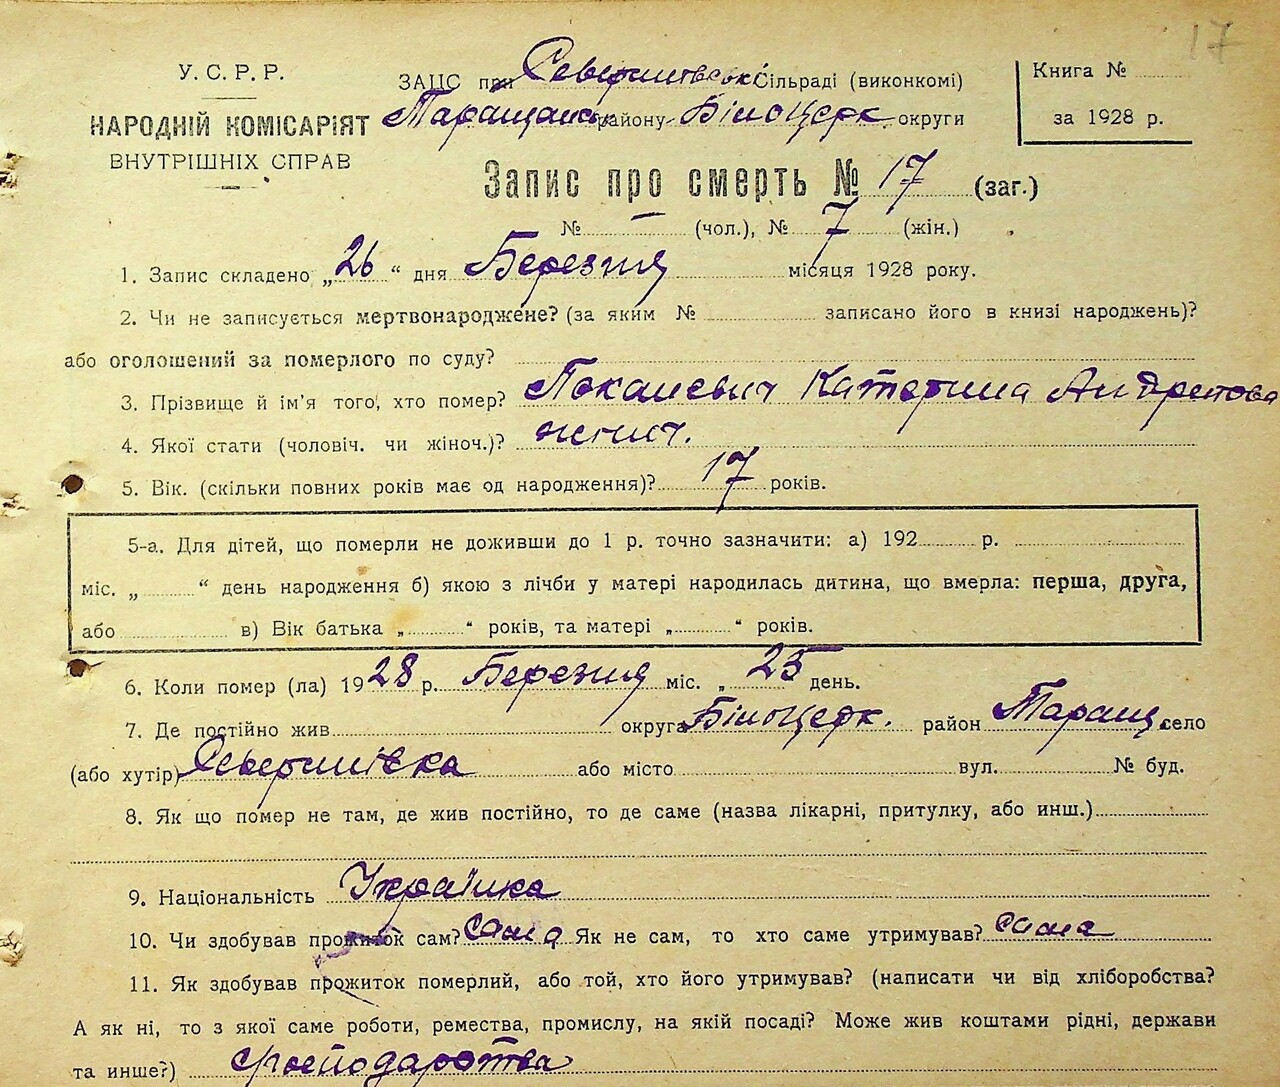 17
У. С. Р. Р.
НАРОДНІЙ КОМІСАРІЯТ
ВНУТРІШНІХ СПРАВ
ЗАЦС при Северинівськ Сільраді (виконкомі)
Таращанськ району Білоцерк округи
Книга №
за 1928 р.
Запис про смерть № 17 (заг.)
№ — (чол.), № 7 (жін.)
1. Запис складено „ 26 “ дня Березня місяця 1928 року.
2. Чи не записується мертвонароджене? (за яким № записано його в книзі народжень)?
або оголошений за померлого по суду?
3. Прізвище й ім'я того, хто помер? Покалевич Катерина Андреїова
4. Якої стати (чоловіч. чи жіноч.)? жіноч.
5. Вік. (скільки повних років має од народження)? 17 років.
5-а. Для дітей, що померли не доживши до 1 р. точно зазначити: а) 192 р.
міс. „ “ день народження б) якою з лічби у матері народилась дитина, що вмерла: перша, друга,
або в) Вік батька „ “ років, та матері „ “ років.
6. Коли помер (ла) 1928 р. Березня міс. „ 25 день.
7. Де постійно жив округа Білоцерк. район Таращ. село
(або хутір) Северинівка або місто вул. № буд.
8. Як що помер не там, де жив постійно, то де саме (назва лікарні, притулку, або инш.)
9. Національність Українка
10. Чи здобував прожиток сам? сама Як не сам, то хто саме утримував? сама
11. Як здобував прожиток померлий, або той, хто його утримував? (написати чи від хліборобства?
А як ні, то з якої саме роботи, ремества, промислу, на якій посаді? Може жив коштами рідні, держави
та инше?) господарства